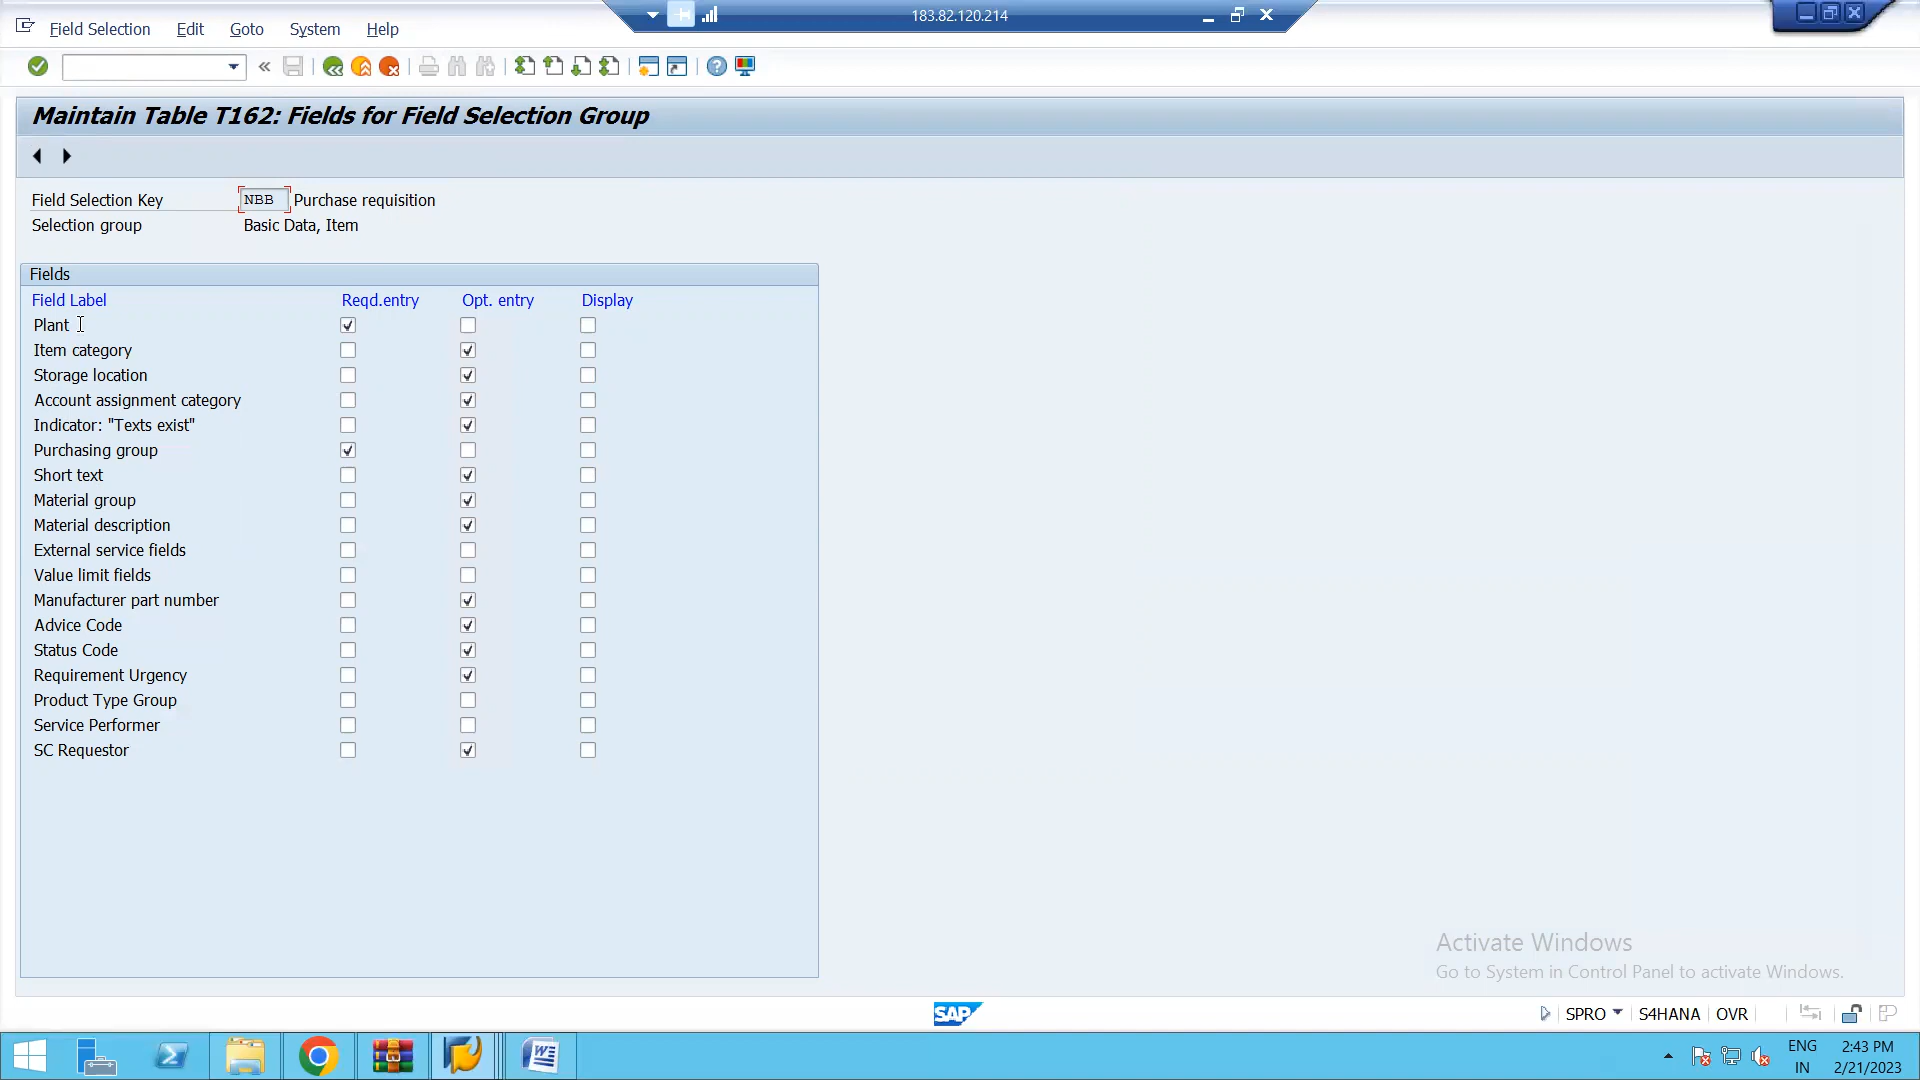 183.82.120.214
Field Selection Edit Goto System Help
Maintain Table T162: Fields for Field Selection Group
Field Selection Key NBB Purchase requisition
Selection group Basic Data, Item
Fields
Field Label Reqd.entry Opt. entry Display
Plant
Item category
Storage location
Account assignment category
Indicator: "Texts exist"
Purchasing group
Short text
Material group
Material description
External service fields
Value limit fields
Manufacturer part number
Advice Code
Status Code
Requirement Urgency
Product Type Group
Service Performer
SC Requestor
Activate Windows
Go to System in Control Panel to activate Windows.
SAP SPRO S4HANA OVR
ENG 2:43 PM
IN 2/21/2023